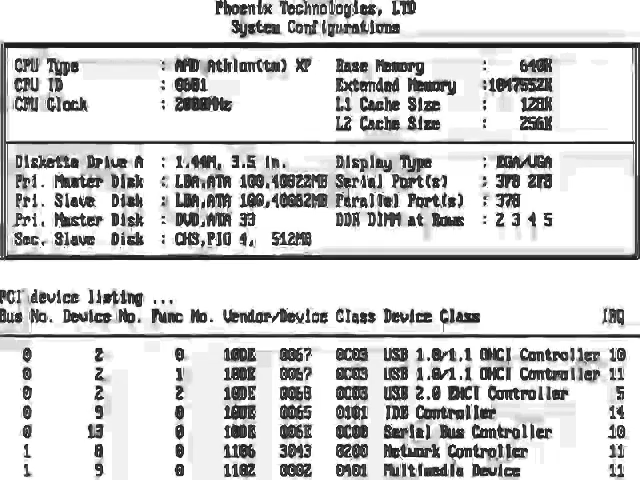 Phoenix Technologies, LTD
System Configurations
CPU Type : AMD Athlon(tm) XP Base Memory : 640K
CPU ID : 0681 Extended Memory : 1047552K
CPU Clock : 2000MHz L1 Cache Size : 128K
L2 Cache Size : 256K
Diskette Drive A : 1.44M, 3.5 in. Display Type : EGA/VGA
Pri. Master Disk : LBA,ATA 100, Serial Port(s) : 3F8 2F8
Pri. Slave Disk : LBA,ATA 100, Parallel Port(s) : 378
Pri. Master Disk : DVD,ATA 33 DDR DIMM at Rows : 2 3 4 5
Sec. Slave Disk : CHS,PIO 4, 512MB
PCI device listing ...
Bus No. Device No. Func No. Vendor/Device Class Device Class IRQ
0 2 0 10DE 0067 0C03 USB 1.0/1.1 OHCI Controller 10
0 2 1 10DE 0067 0C03 USB 1.0/1.1 OHCI Controller 11
0 2 2 10DE 0068 0C03 USB 2.0 EHCI Controller 5
0 9 0 10DE 0065 0101 IDE Controller 14
0 13 0 10DE 006E 0C00 Serial Bus Controller 10
1 8 0 1106 3043 0200 Network Controller 11
1 9 0 1102 0002 0401 Multimedia Device 11